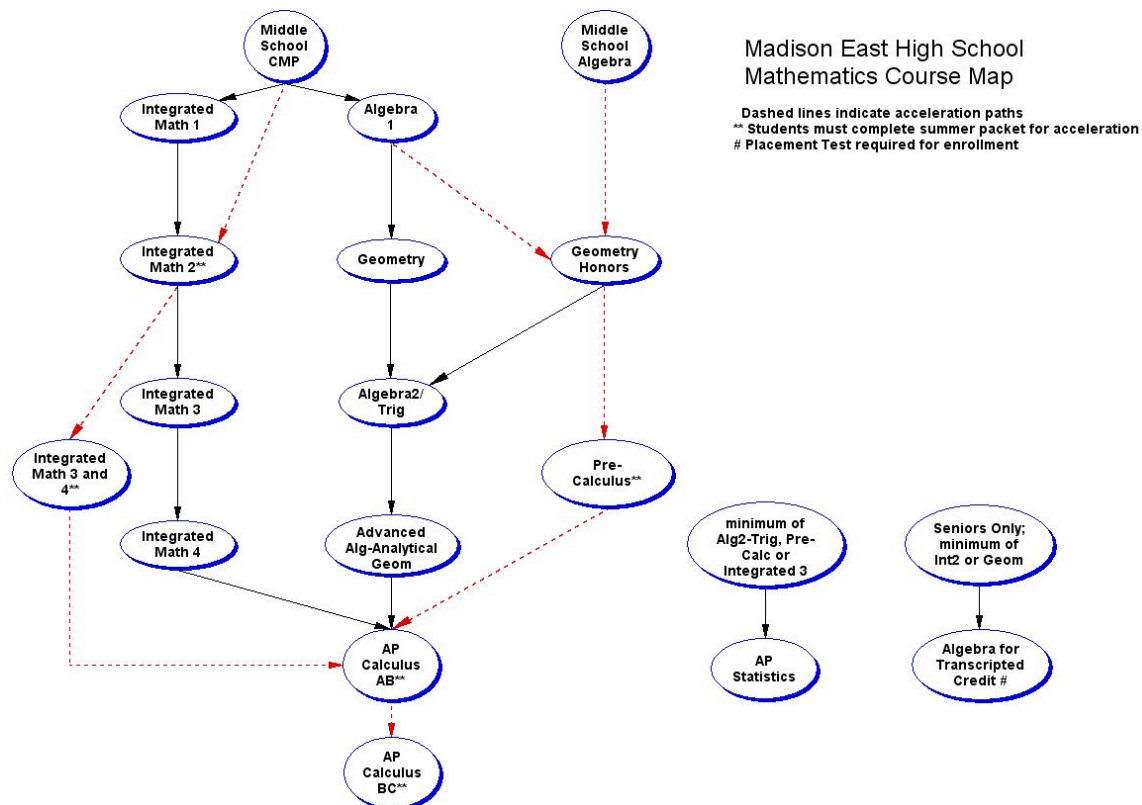 Middle
School
CMP
Middle
School
Algebra
Madison East High School
Mathematics Course Map
Dashed lines indicate acceleration paths
** Students must complete summer packet for acceleration
# Placement Test required for enrollment
Integrated
Math 1
Algebra
1
Integrated
Math 2**
Geometry
Geometry
Honors
Integrated
Math 3
Algebra2/
Trig
Integrated
Math 3 and
4**
Pre-
Calculus**
Integrated
Math 4
Advanced
Alg-Analytical
Geom
minimum of
Alg2-Trig, Pre-
Calc or
Integrated 3
Seniors Only;
minimum of
Int2 or Geom
AP
Calculus
AB**
AP
Statistics
Algebra for
Transcripted
Credit #
AP
Calculus
BC**